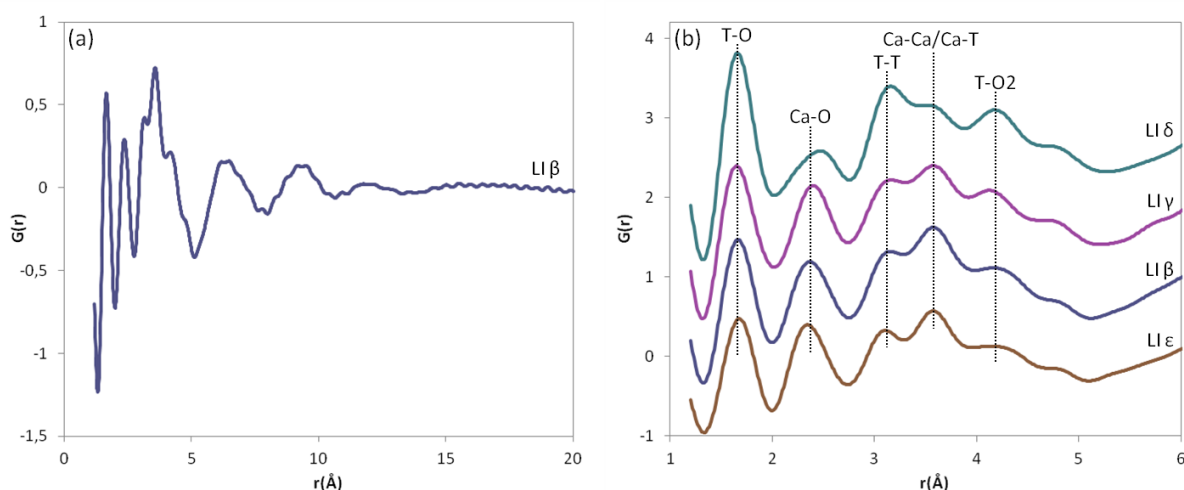 (a)
1
0,5
0
-0,5
-1
-1,5
G(r)
0
5
10
15
20
r(Å)
LI β
(b)
4
3
2
1
0
-1
G(r)
1
2
3
4
5
6
r(Å)
T-O
Ca-O
T-T
Ca-Ca/Ca-T
T-O2
LI δ
LI γ
LI β
LI ε